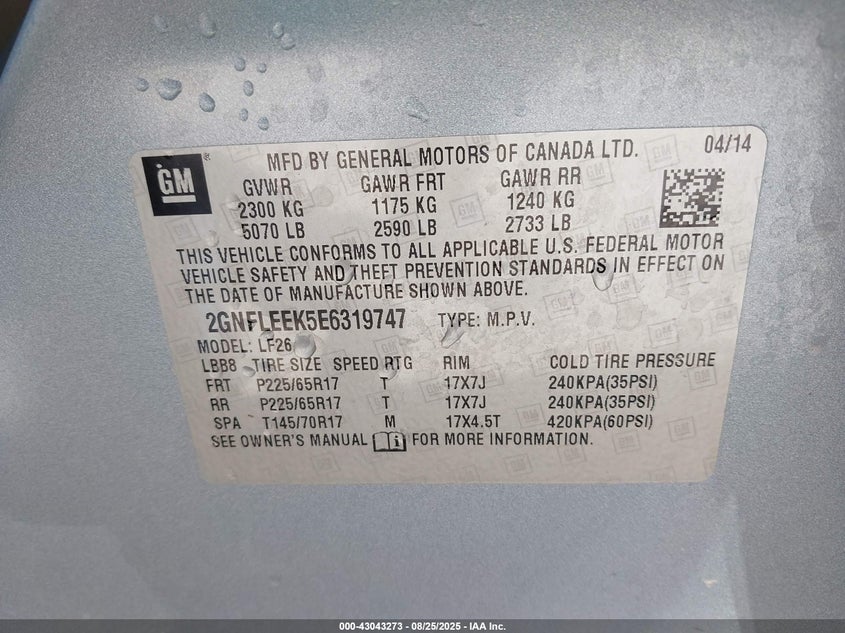 GM ®
MFD BY GENERAL MOTORS OF CANADA LTD. 04/14
GVWR GAWR FRT GAWR RR
2300 KG 1175 KG 1240 KG
5070 LB 2590 LB 2733 LB
THIS VEHICLE CONFORMS TO ALL APPLICABLE U.S. FEDERAL MOTOR
VEHICLE SAFETY AND THEFT PREVENTION STANDARDS IN EFFECT ON
THE DATE OF MANUFACTURE SHOWN ABOVE.
2GNFLEEK5E6319747 TYPE: M.P.V.
MODEL: LF26
LBB8 TIRE SIZE SPEED RTG RIM COLD TIRE PRESSURE
FRT P225/65R17 T 17X7J 240KPA(35PSI)
RR P225/65R17 T 17X7J 240KPA(35PSI)
SPA T145/70R17 M 17X4.5T 420KPA(60PSI)
SEE OWNER'S MANUAL i FOR MORE INFORMATION.
000-43043273 - 08/25/2025 - IAA Inc.